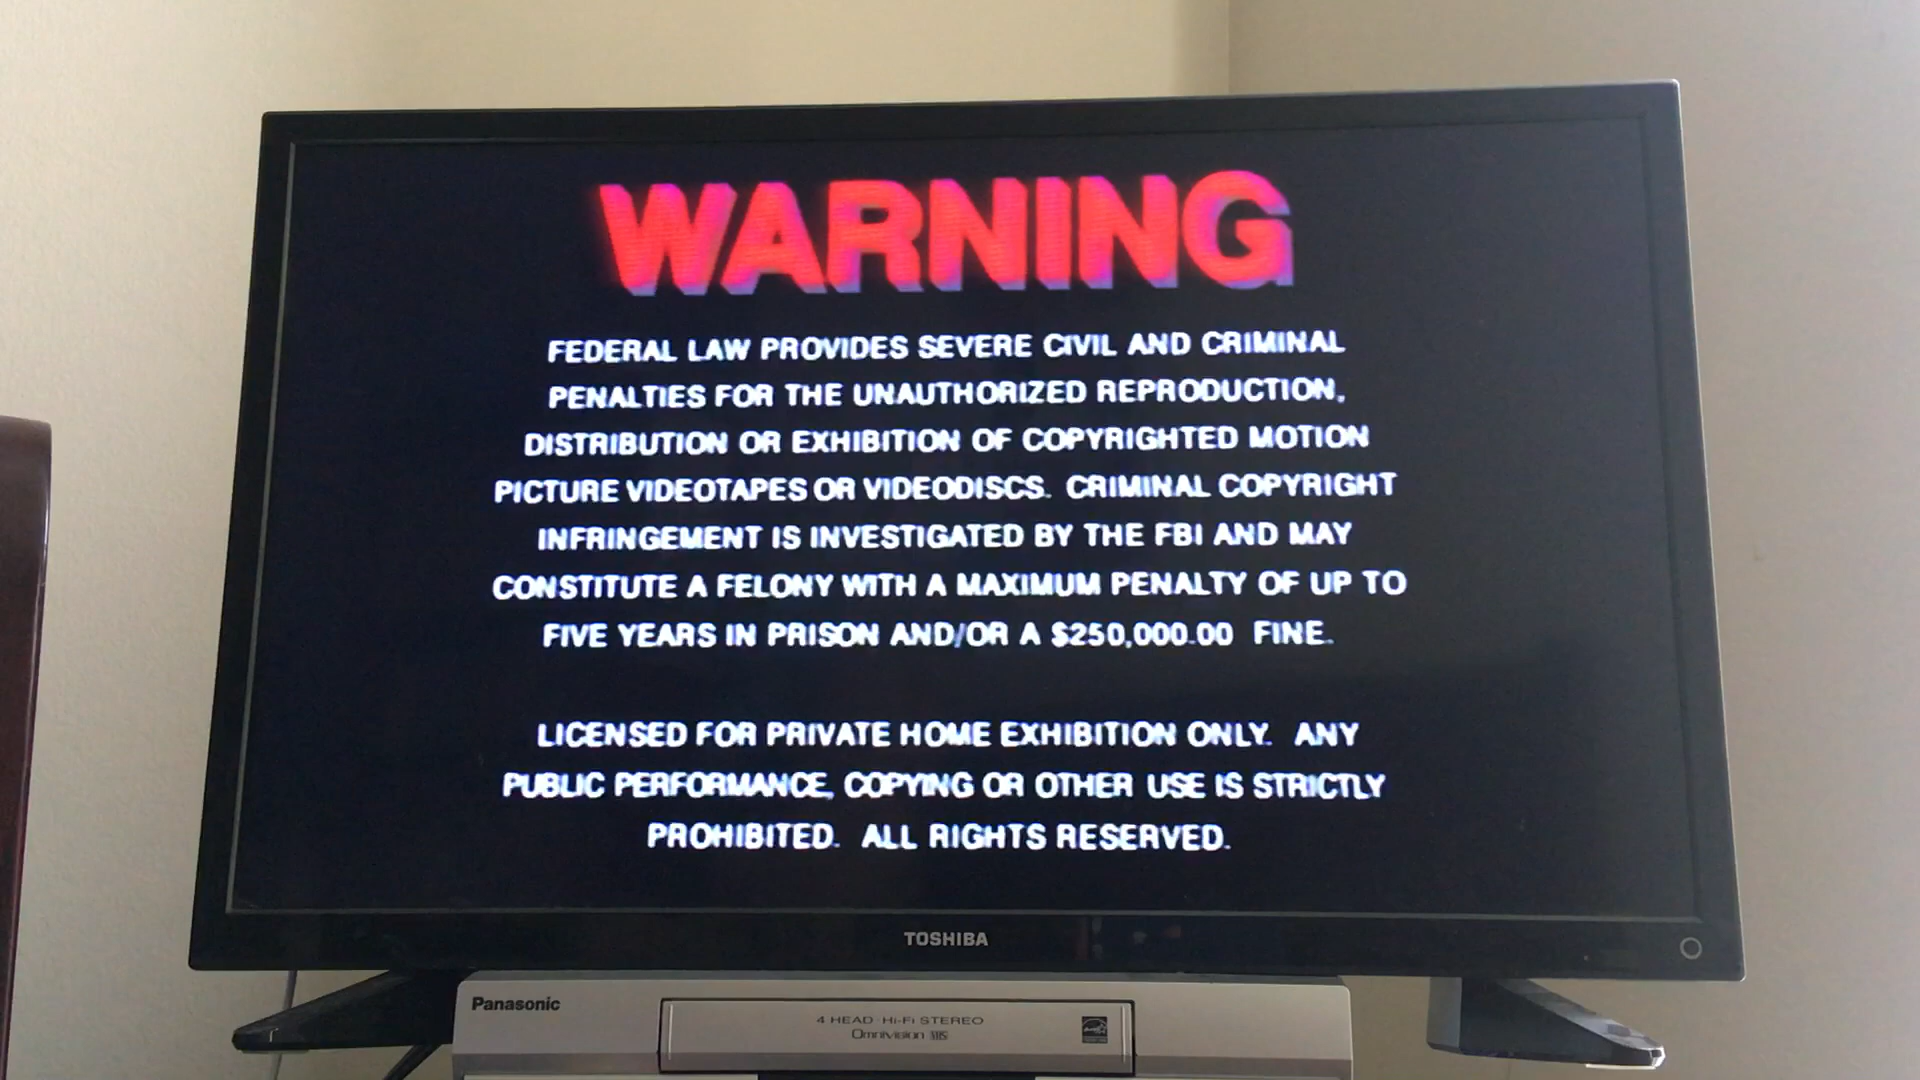 WARNING
FEDERAL LAW PROVIDES SEVERE CIVIL AND CRIMINAL
PENALTIES FOR THE UNAUTHORIZED REPRODUCTION,
DISTRIBUTION OR EXHIBITION OF COPYRIGHTED MOTION
PICTURE VIDEOTAPES OR VIDEODISCS. CRIMINAL COPYRIGHT
INFRINGEMENT IS INVESTIGATED BY THE FBI AND MAY
CONSTITUTE A FELONY WITH A MAXIMUM PENALTY OF UP TO
FIVE YEARS IN PRISON AND/OR A $250,000.00 FINE.
LICENSED FOR PRIVATE HOME EXHIBITION ONLY. ANY
PUBLIC PERFORMANCE, COPYING OR OTHER USE IS STRICTLY
PROHIBITED. ALL RIGHTS RESERVED.
TOSHIBA
Panasonic
4 HEAD · Hi-Fi STEREO
Omnivision VHS